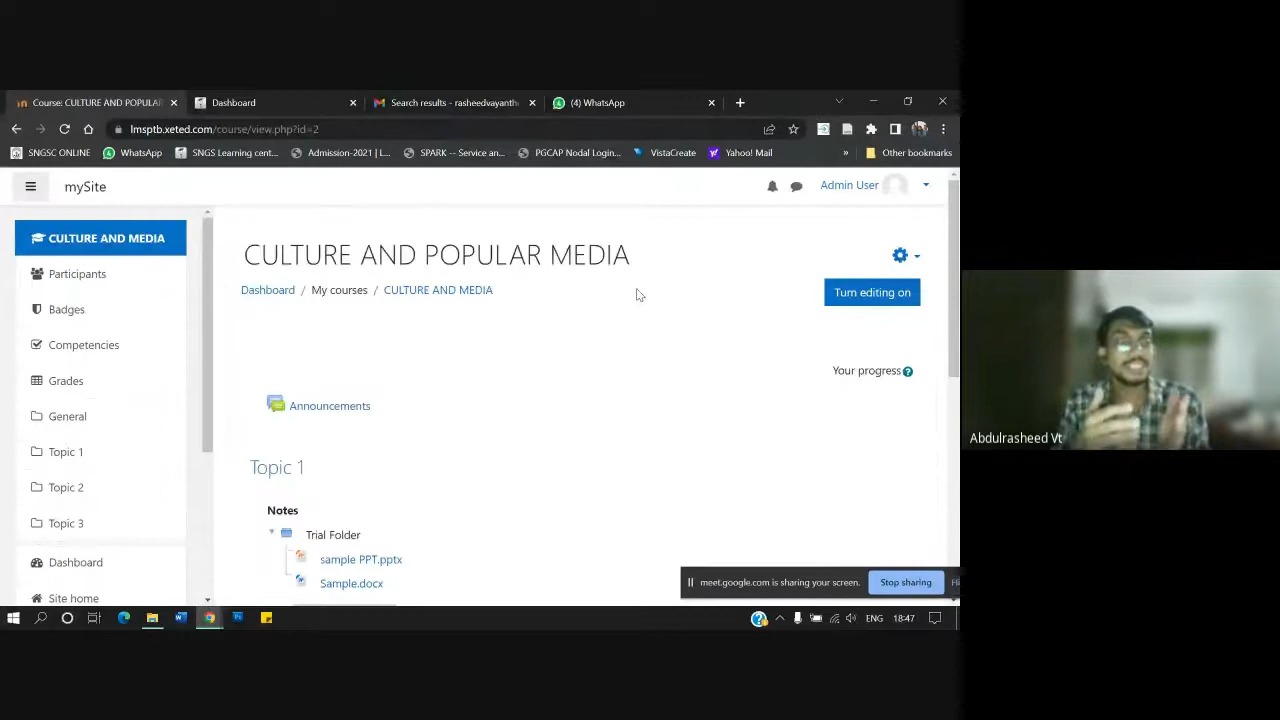 Course: CULTURE AND POPULAR
Dashboard
Search results - rasheedvayanth
(4) WhatsApp
lmsptb.xeted.com/course/view.php?id=2
SNGSC ONLINE
WhatsApp
SNGS Learning cent...
Admission-2021 | L...
SPARK -- Service an...
PGCAP Nodal Login...
VistaCreate
Yahoo! Mail
»
Other bookmarks
mySite
Admin User
CULTURE AND MEDIA
Participants
Badges
Competencies
Grades
General
Topic 1
Topic 2
Topic 3
Dashboard
Site home
CULTURE AND POPULAR MEDIA
Dashboard / My courses / CULTURE AND MEDIA
Turn editing on
Your progress
Announcements
Topic 1
Notes
Trial Folder
sample PPT.pptx
Sample.docx
meet.google.com is sharing your screen.
Stop sharing
ENG
18:47
Abdulrasheed Vt